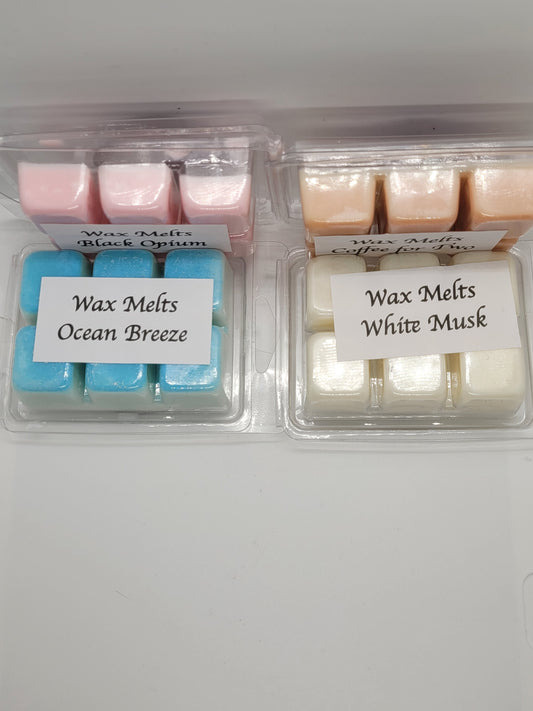 Wax Melts
Black Opium
Wax Melts
Coffee for Two
Wax Melts
Ocean Breeze
Wax Melts
White Musk